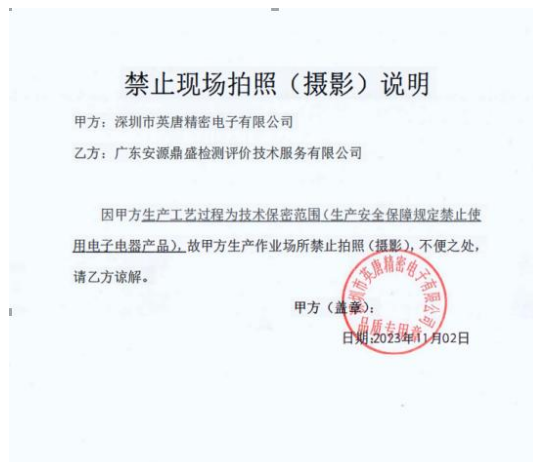 禁止现场拍照（摄影）说明
甲方：深圳市英唐精密电子有限公司
乙方：广东安源鼎盛检测评价技术服务有限公司
因甲方生产工艺过程为技术保密范围（生产安全保障规定禁止使
用电子电器产品），故甲方生产作业场所禁止拍照（摄影），不便之处，
请乙方谅解。
甲方（盖章）：
日期:2023年11月02日
深圳市英唐精密电子有限公司
品质专用章